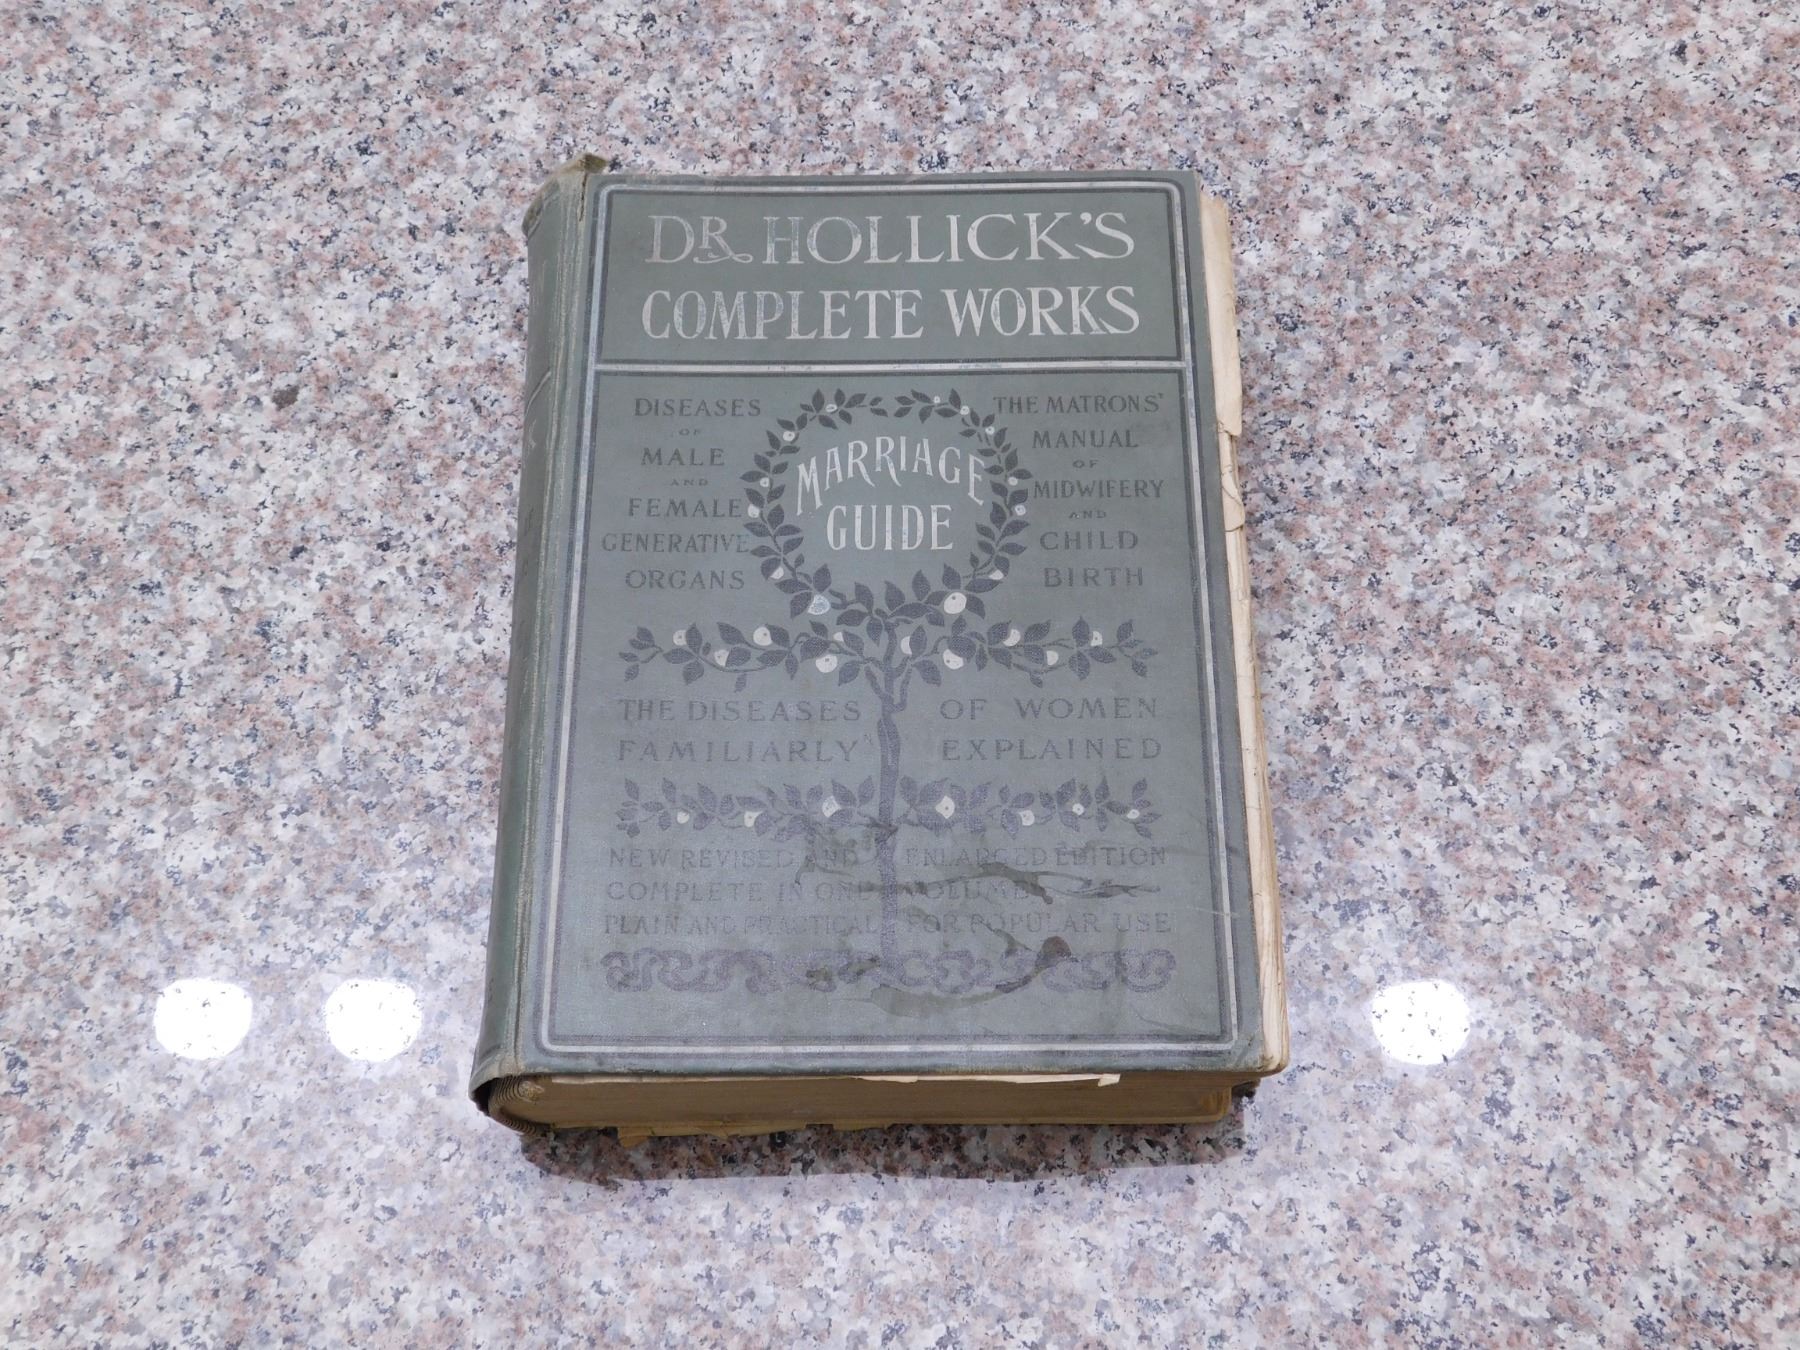 DR. HOLLICK'S
COMPLETE WORKS
DISEASES
OF
MALE
AND
FEMALE
GENERATIVE
ORGANS
MARRIAGE
GUIDE
THE MATRONS'
MANUAL
OF
MIDWIFERY
AND
CHILD
BIRTH
THE DISEASES OF WOMEN
FAMILIARLY EXPLAINED
NEW REVISED AND ENLARGED EDITION
COMPLETE IN ONE VOLUME
PLAIN AND PRACTICAL FOR POPULAR USE